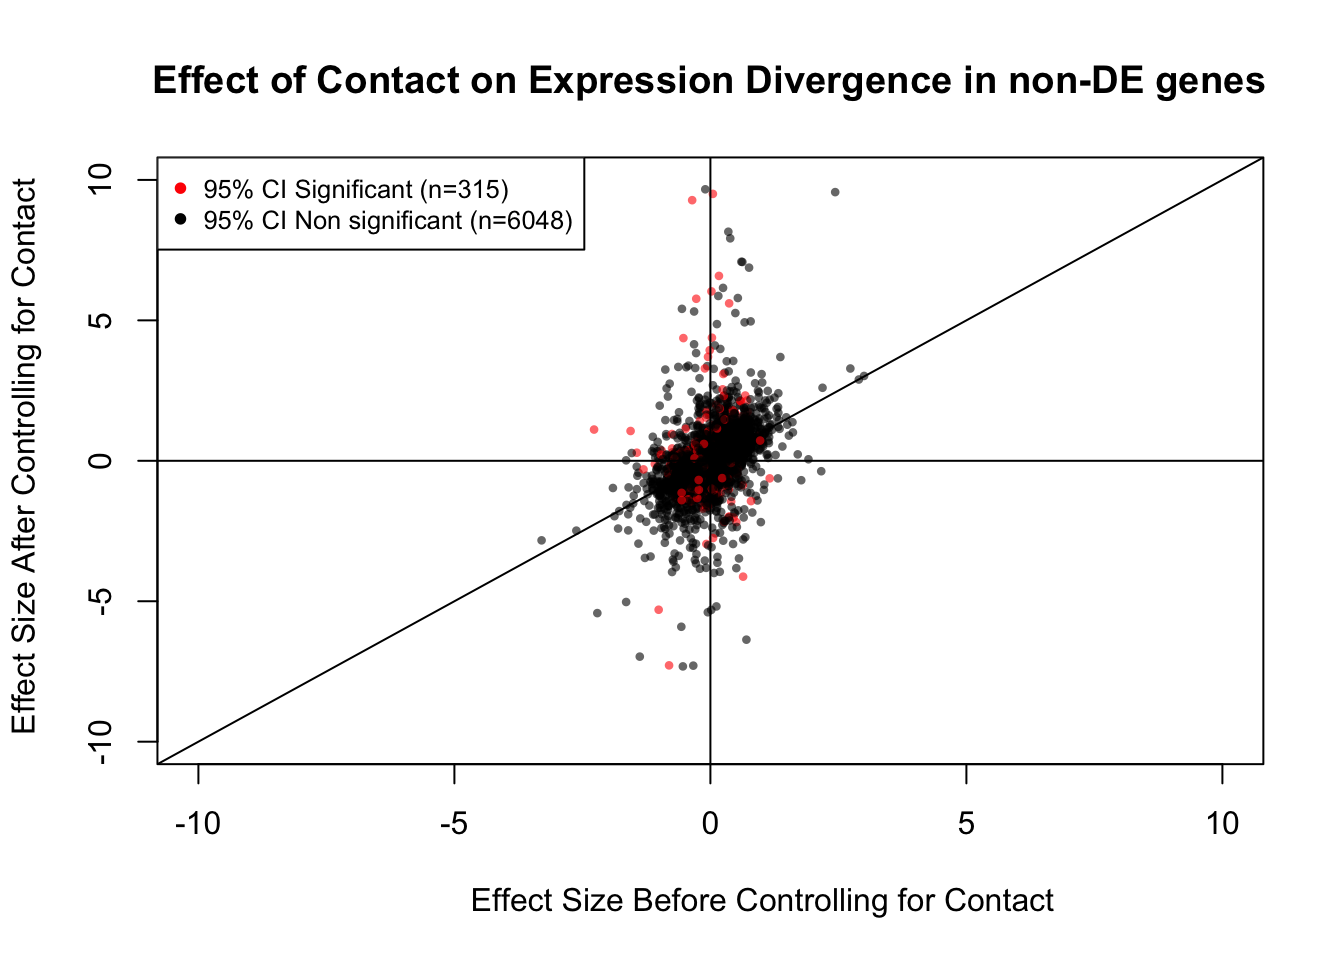 Effect of Contact on Expression Divergence in non-DE genes
95% CI Significant (n=315)
95% CI Non significant (n=6048)
Effect Size After Controlling for Contact
10
5
0
-5
-10
-10
-5
0
5
10
Effect Size Before Controlling for Contact